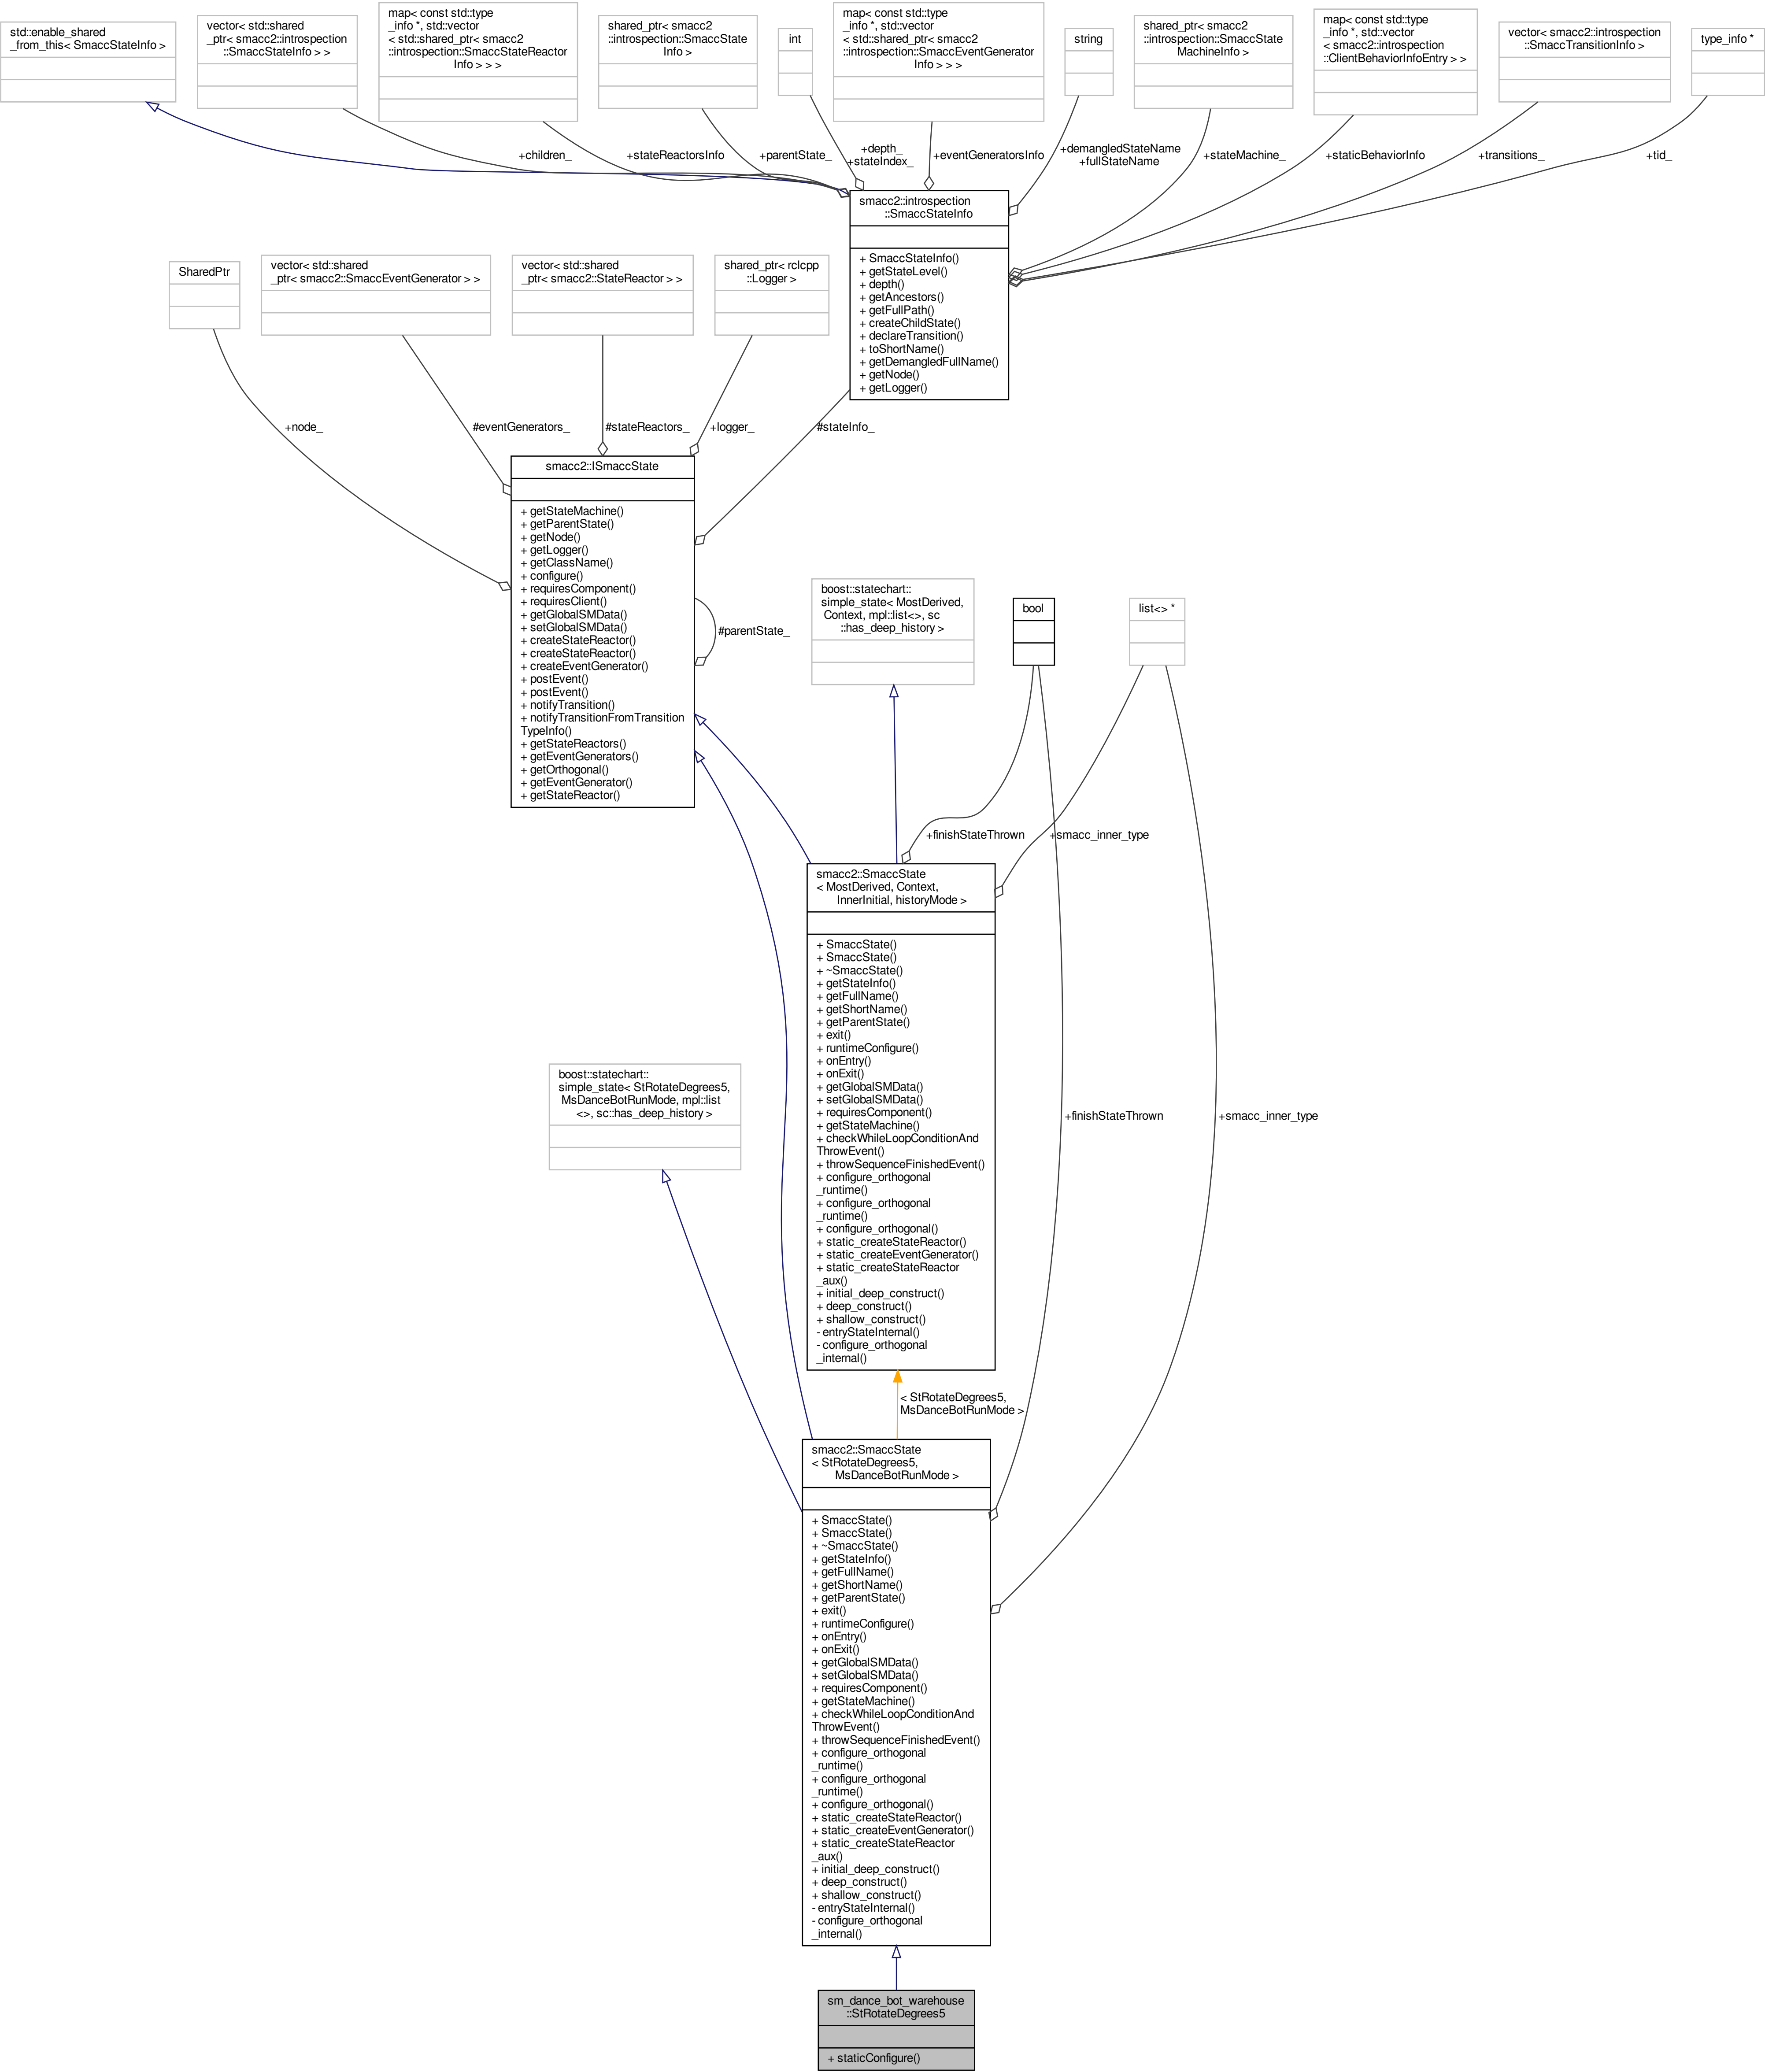 std::enable_shared
_from_this< SmaccStateInfo >
vector< std::shared
_ptr< smacc2::introspection
::SmaccStateInfo > >
map< const std::type
_info *, std::vector
< std::shared_ptr< smacc2
::introspection::SmaccStateReactor
Info > > >
shared_ptr< smacc2
::introspection::SmaccState
Info >
int
map< const std::type
_info *, std::vector
< std::shared_ptr< smacc2
::introspection::SmaccEventGenerator
Info > > >
string
shared_ptr< smacc2
::introspection::SmaccState
MachineInfo >
map< const std::type
_info *, std::vector
< smacc2::introspection
::ClientBehaviorInfoEntry > >
vector< smacc2::introspection
::SmaccTransitionInfo >
type_info *
+children_
+stateReactorsInfo
+parentState_
+depth_
+stateIndex_
+eventGeneratorsInfo
+demangledStateName
+fullStateName
+stateMachine_
+staticBehaviorInfo
+transitions_
+tid_
smacc2::introspection
::SmaccStateInfo
+ SmaccStateInfo()
+ getStateLevel()
+ depth()
+ getAncestors()
+ getFullPath()
+ createChildState()
+ declareTransition()
+ toShortName()
+ getDemangledFullName()
+ getNode()
+ getLogger()
SharedPtr
vector< std::shared
_ptr< smacc2::SmaccEventGenerator > >
vector< std::shared
_ptr< smacc2::StateReactor > >
shared_ptr< rclcpp
::Logger >
+node_
#eventGenerators_
#stateReactors_
+logger_
#stateInfo_
smacc2::ISmaccState
+ getStateMachine()
+ getParentState()
+ getNode()
+ getLogger()
+ getClassName()
+ configure()
+ requiresComponent()
+ requiresClient()
+ getGlobalSMData()
+ setGlobalSMData()
+ createStateReactor()
+ createStateReactor()
+ createEventGenerator()
+ postEvent()
+ postEvent()
+ notifyTransition()
+ notifyTransitionFromTransition
TypeInfo()
+ getStateReactors()
+ getEventGenerators()
+ getOrthogonal()
+ getEventGenerator()
+ getStateReactor()
#parentState_
boost::statechart::
simple_state< MostDerived,
Context, mpl::list<>, sc
::has_deep_history >
bool
list<> *
+finishStateThrown
+smacc_inner_type
smacc2::SmaccState
< MostDerived, Context,
InnerInitial, historyMode >
+ SmaccState()
+ SmaccState()
+ ~SmaccState()
+ getStateInfo()
+ getFullName()
+ getShortName()
+ getParentState()
+ exit()
+ runtimeConfigure()
+ onEntry()
+ onExit()
+ getGlobalSMData()
+ setGlobalSMData()
+ requiresComponent()
+ getStateMachine()
+ checkWhileLoopConditionAnd
ThrowEvent()
+ throwSequenceFinishedEvent()
+ configure_orthogonal
_runtime()
+ configure_orthogonal
_runtime()
+ configure_orthogonal()
+ static_createStateReactor()
+ static_createEventGenerator()
+ static_createStateReactor
_aux()
+ initial_deep_construct()
+ deep_construct()
+ shallow_construct()
- entryStateInternal()
- configure_orthogonal
_internal()
boost::statechart::
simple_state< StRotateDegrees5,
MsDanceBotRunMode, mpl::list
<>, sc::has_deep_history >
+finishStateThrown
+smacc_inner_type
< StRotateDegrees5,
MsDanceBotRunMode >
smacc2::SmaccState
< StRotateDegrees5,
MsDanceBotRunMode >
+ SmaccState()
+ SmaccState()
+ ~SmaccState()
+ getStateInfo()
+ getFullName()
+ getShortName()
+ getParentState()
+ exit()
+ runtimeConfigure()
+ onEntry()
+ onExit()
+ getGlobalSMData()
+ setGlobalSMData()
+ requiresComponent()
+ getStateMachine()
+ checkWhileLoopConditionAnd
ThrowEvent()
+ throwSequenceFinishedEvent()
+ configure_orthogonal
_runtime()
+ configure_orthogonal
_runtime()
+ configure_orthogonal()
+ static_createStateReactor()
+ static_createEventGenerator()
+ static_createStateReactor
_aux()
+ initial_deep_construct()
+ deep_construct()
+ shallow_construct()
- entryStateInternal()
- configure_orthogonal
_internal()
sm_dance_bot_warehouse
::StRotateDegrees5
+ staticConfigure()